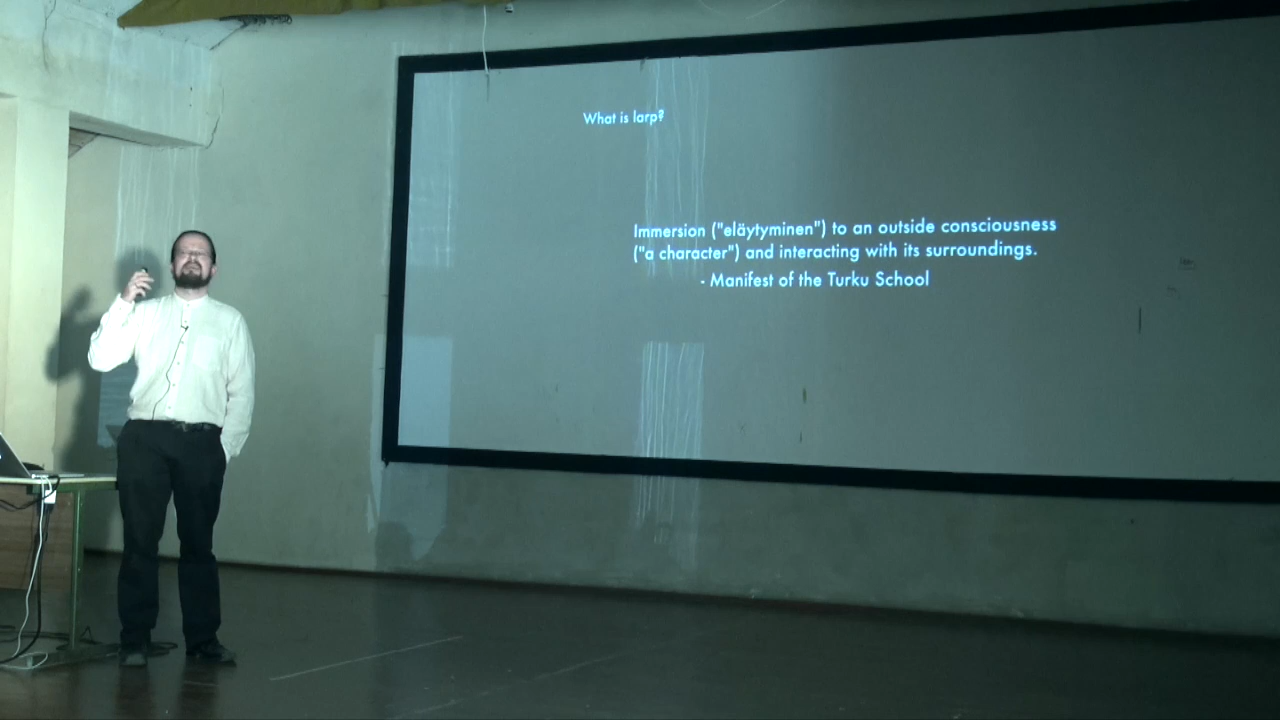 What is larp?
Immersion ("eläytyminen") to an outside consciousness
("a character") and interacting with its surroundings.
- Manifest of the Turku School